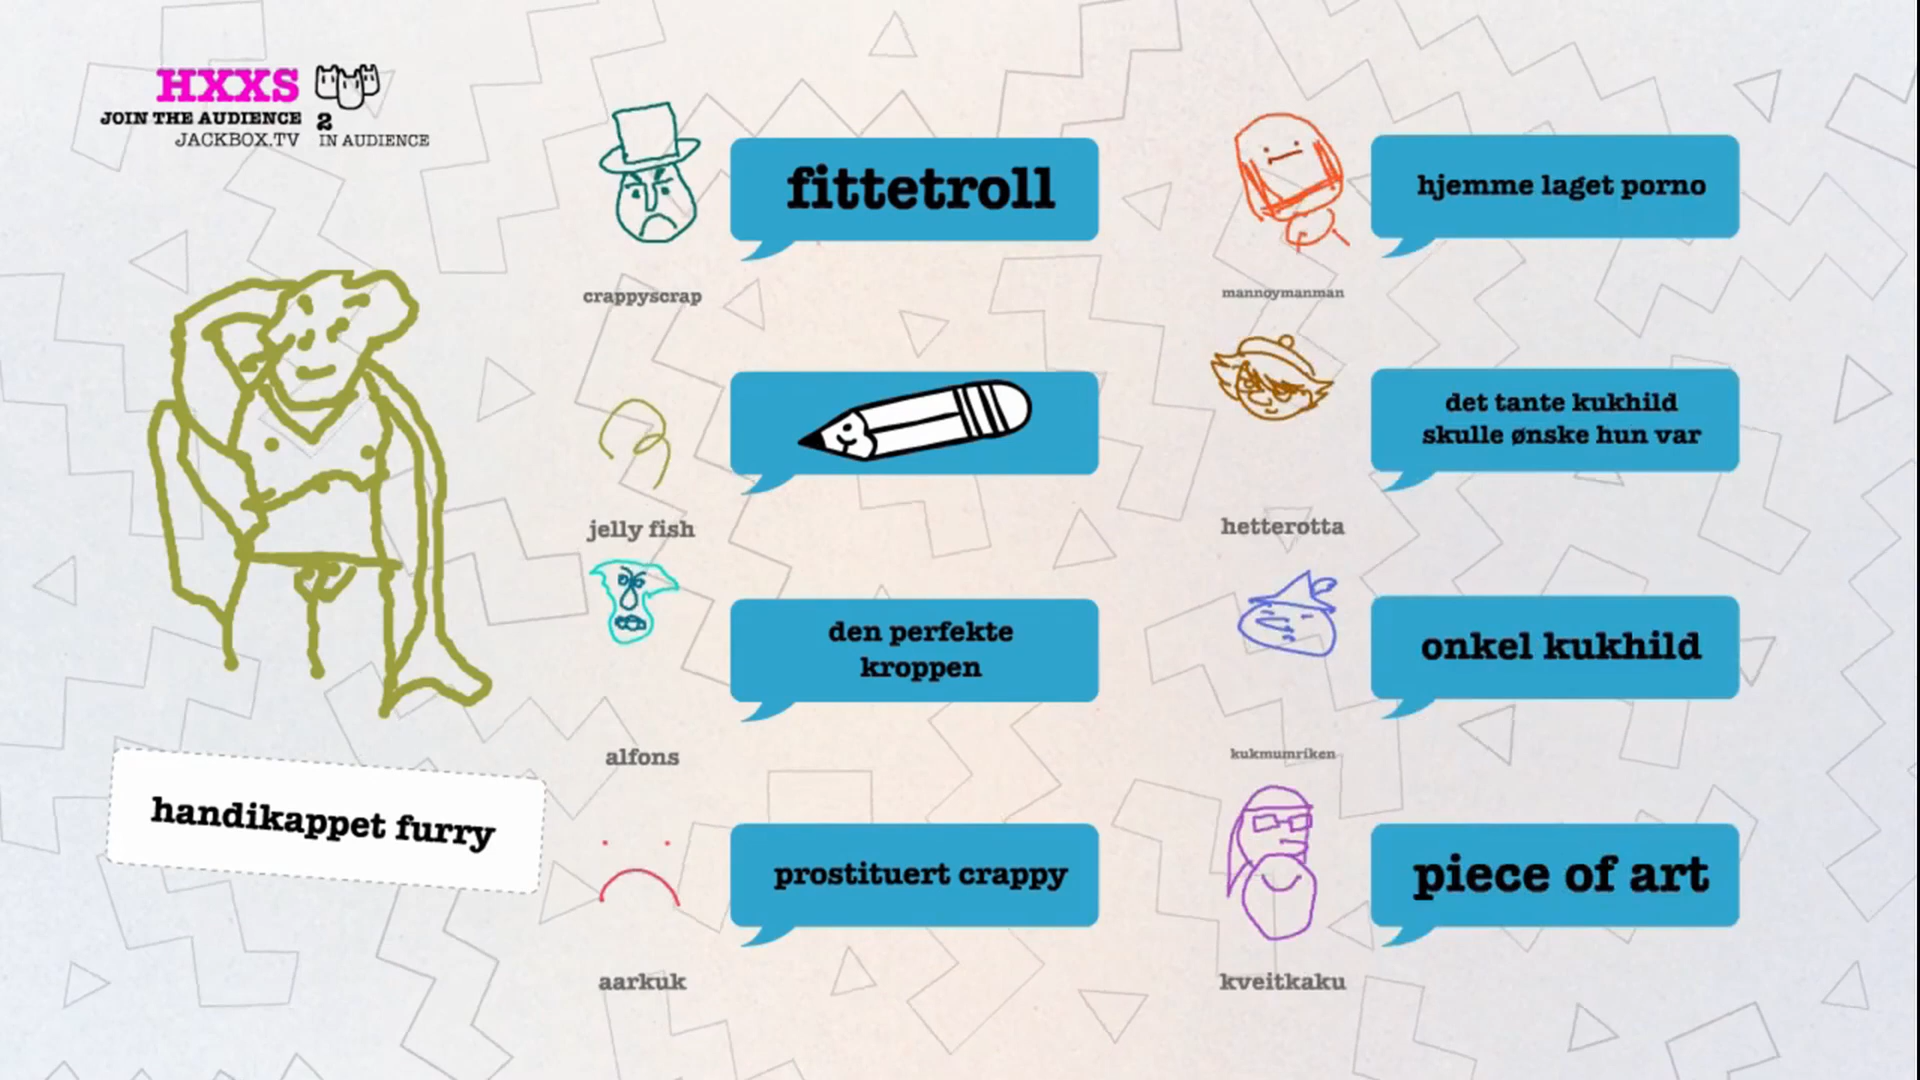 HXXS
JOIN THE AUDIENCE
JACKBOX.TV
2
IN AUDIENCE
fittetroll
crappyscrap
hjemme laget porno
mannoymanman
jelly fish
det tante kukhild
skulle ønske hun var
hetterotta
den perfekte
kroppen
alfons
onkel kukhild
kukmumriken
handikappet furry
prostituert crappy
aarkuk
piece of art
kveitkaku